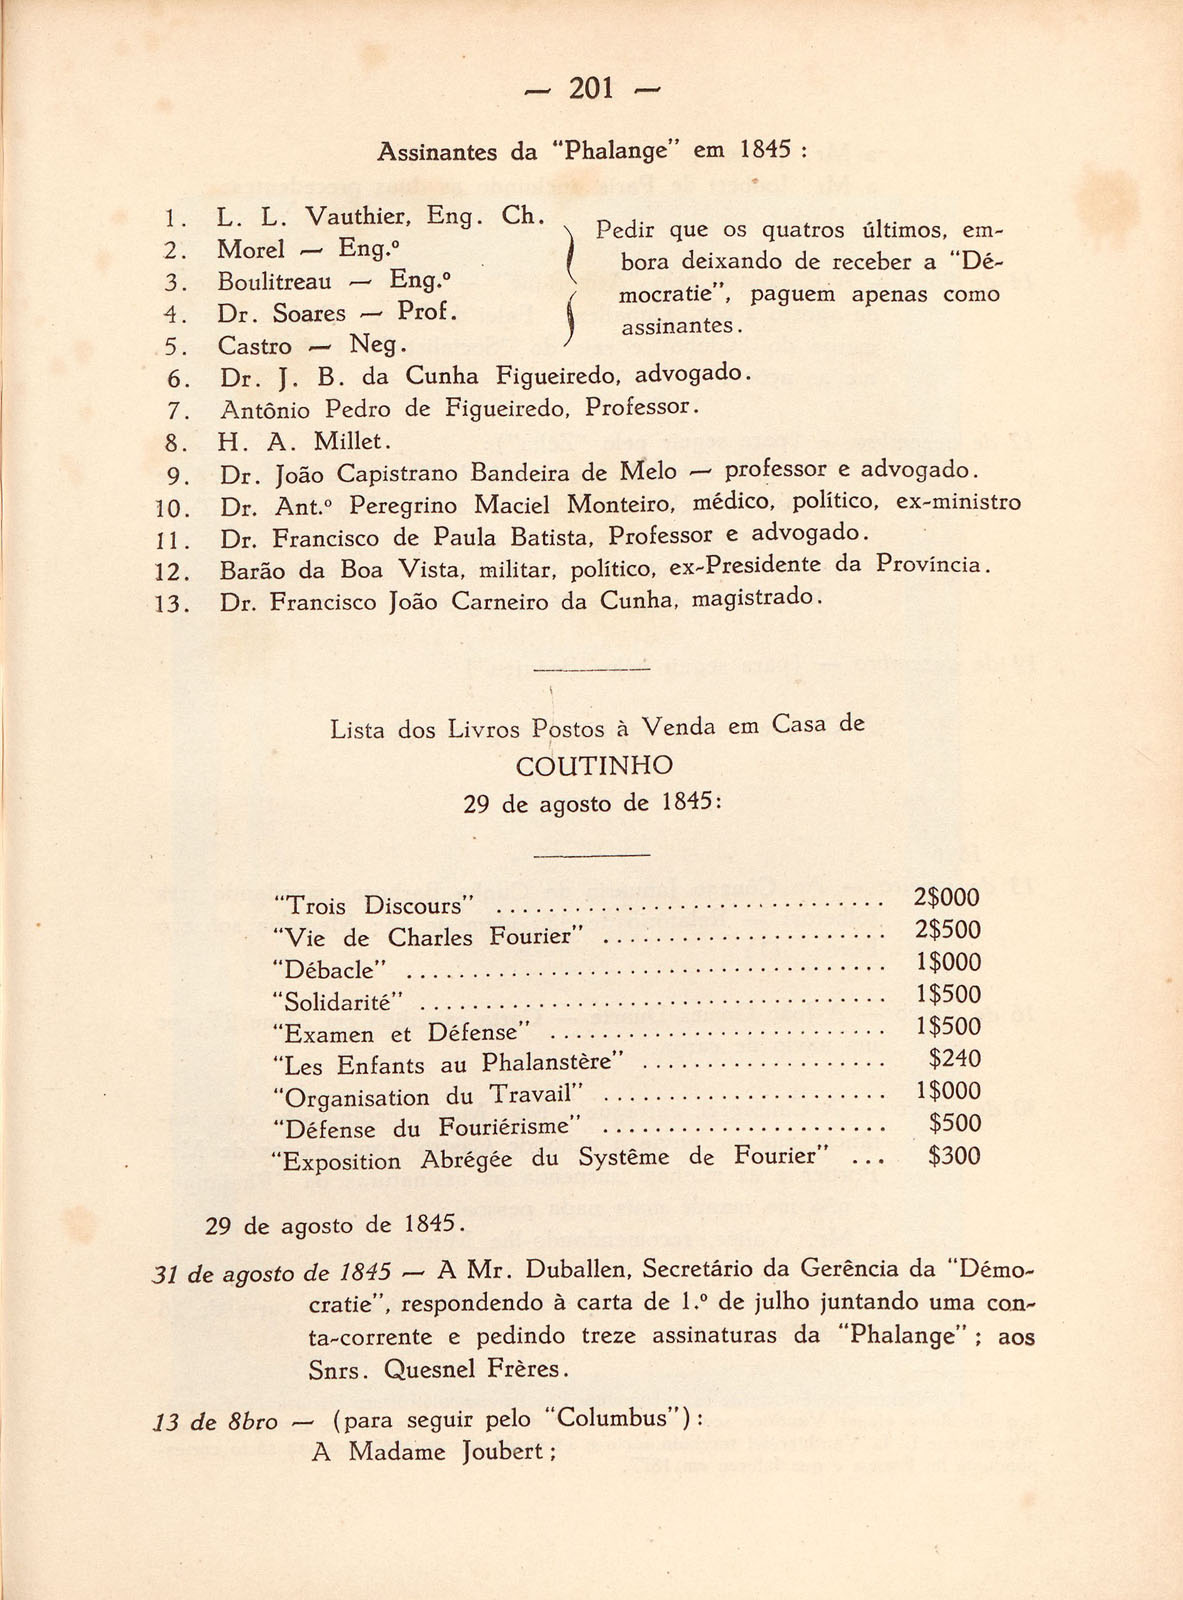 — 201 —
Assinantes da "Phalange" em 1845 :
1. L. L. Vauthier, Eng. Ch.
2. Morel — Eng.º
3. Boulitreau — Eng.º
4. Dr. Soares — Prof.
5. Castro — Neg.
Pedir que os quatros últimos, em-
bora deixando de receber a "Dé-
mocratie", paguem apenas como
assinantes.
6. Dr. J. B. da Cunha Figueiredo, advogado.
7. Antônio Pedro de Figueiredo, Professor.
8. H. A. Millet.
9. Dr. João Capistrano Bandeira de Melo — professor e advogado.
10. Dr. Ant.º Peregrino Maciel Monteiro, médico, político, ex-ministro
11. Dr. Francisco de Paula Batista, Professor e advogado.
12. Barão da Boa Vista, militar, político, ex-Presidente da Província.
13. Dr. Francisco João Carneiro da Cunha, magistrado.
Lista dos Livros Postos à Venda em Casa de
COUTINHO
29 de agosto de 1845:
"Trois Discours" .............................. 2$000
"Vie de Charles Fourier" ...................... 2$500
"Débacle" ..................................... 1$000
"Solidarité" .................................... 1$500
"Examen et Défense" .......................... 1$500
"Les Enfants au Phalanstère" ................... $240
"Organisation du Travail" ...................... 1$000
"Défense du Fouriérisme" ...................... $500
"Exposition Abrégée du Systême de Fourier" ... $300
29 de agosto de 1845.
31 de agosto de 1845 — A Mr. Duballen, Secretário da Gerência da "Démo-
cratie", respondendo à carta de 1.º de julho juntando uma con-
ta-corrente e pedindo treze assinaturas da "Phalange" ; aos
Snrs. Quesnel Frères.
13 de 8bro — (para seguir pelo "Columbus") :
A Madame Joubert ;